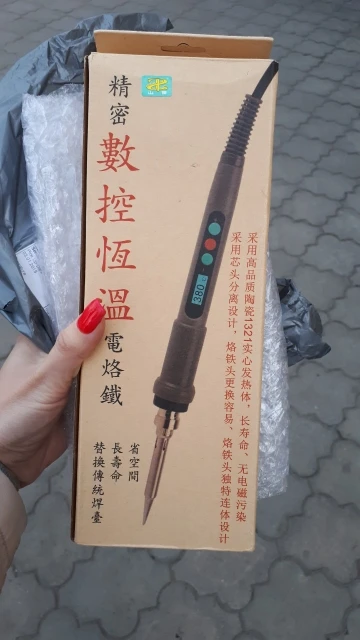 精密
數控恆溫
電烙鐵
省空間
長壽命
替換傳統焊臺
采用高品质陶瓷1321实心发热体，长寿命、无电磁污染
采用芯头分离设计，烙铁头更换容易、烙铁头独特连体设计
380